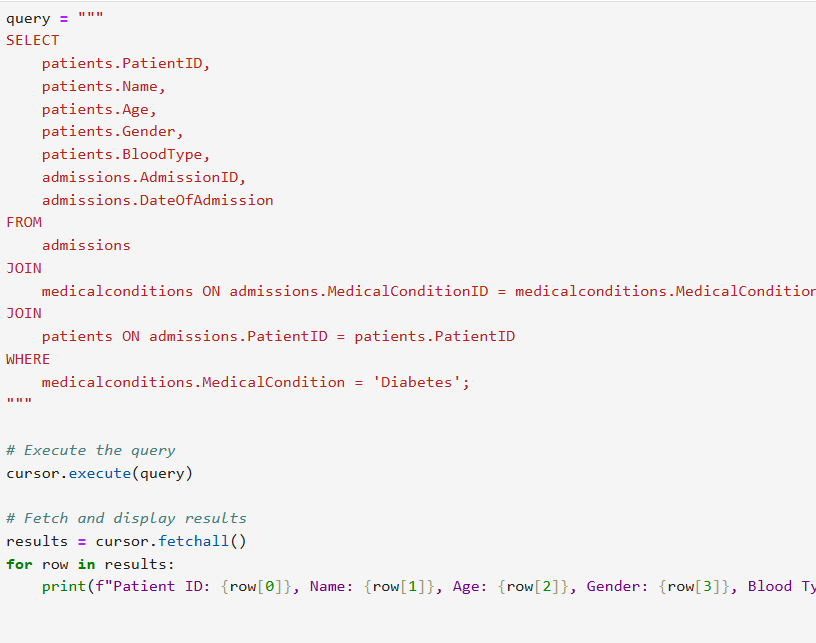 query = """
SELECT
    patients.PatientID,
    patients.Name,
    patients.Age,
    patients.Gender,
    patients.BloodType,
    admissions.AdmissionID,
    admissions.DateOfAdmission
FROM
    admissions
JOIN
    medicalconditions ON admissions.MedicalConditionID = medicalconditions.MedicalCondition
JOIN
    patients ON admissions.PatientID = patients.PatientID
WHERE
    medicalconditions.MedicalCondition = 'Diabetes';
"""

# Execute the query
cursor.execute(query)

# Fetch and display results
results = cursor.fetchall()
for row in results:
    print(f"Patient ID: {row[0]}, Name: {row[1]}, Age: {row[2]}, Gender: {row[3]}, Blood Ty